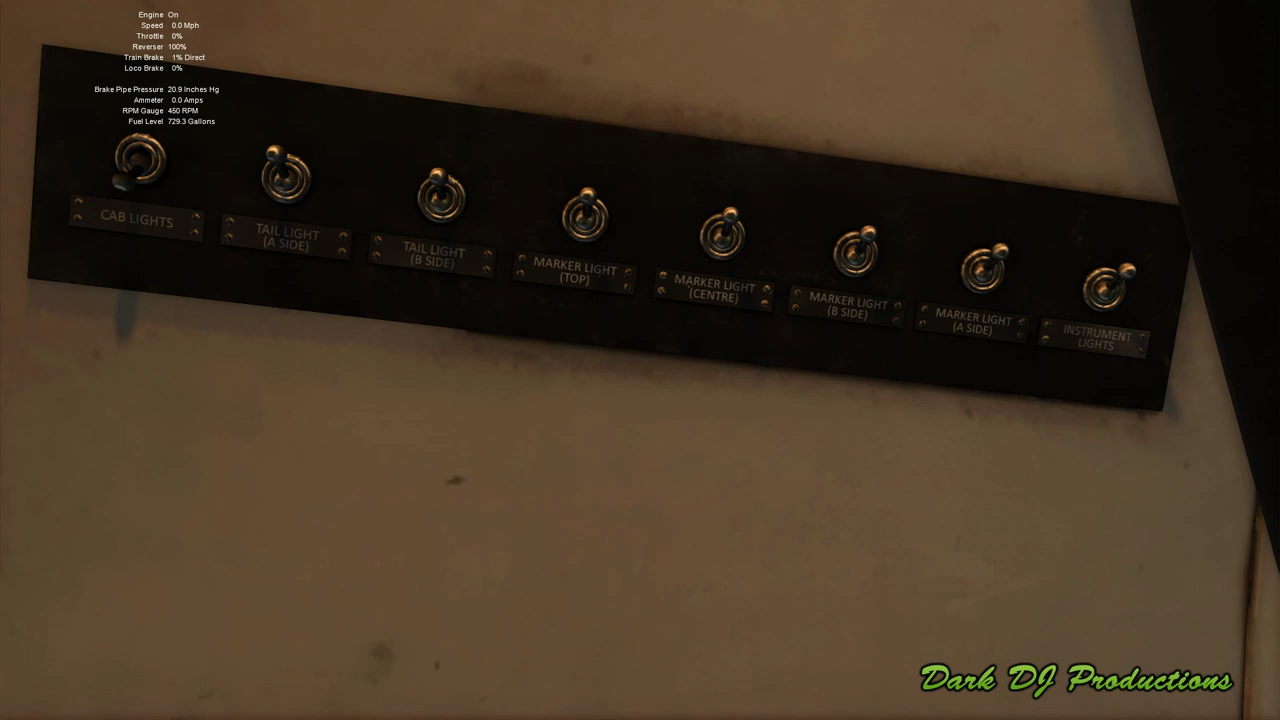 Engine On
Speed 0.0 Mph
Throttle 0%
Reverser 100%
Train Brake 1% Direct
Loco Brake 0%
Brake Pipe Pressure 20.9 Inches Hg
Ammeter 0.0 Amps
RPM Gauge 450 RPM
Fuel Level 729.3 Gallons
CAB LIGHTS
TAIL LIGHT
(A SIDE)
TAIL LIGHT
(B SIDE)
MARKER LIGHT
(TOP)
MARKER LIGHT
(CENTRE)
MARKER LIGHT
(B SIDE)
MARKER LIGHT
(A SIDE)
INSTRUMENT
LIGHTS
Dark DJ Productions